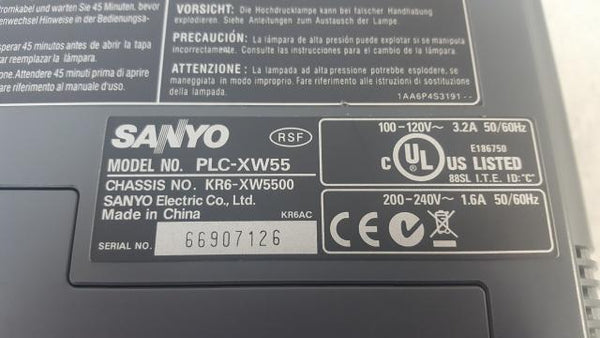 stromkabel und warten Sie 45 Minuten, bevor
enwechsel Hinweise in der Bedienungsa-
sperar 45 minutos antes de abrir la tapa
ar reemplazar la lámpara.
one. Attendere 45 minuti prima di aprire
are riferimento al manuale d'uso.
VORSICHT: Die Hochdrucklampe kann bei falscher Handhabung
explodieren. Siehe Anleitungen zum Austausch der Lampe.
PRECAUCIÓN: La lámpara de alta presión puede explotar si se manipula
incorrectamente. Consulte las instrucciones para el cambio de la lámpara.
ATTENZIONE: La lampada ad alta pressione potrebbe esplodere, se
maneggiata in modo improprio. Fare riferimento alle istruzioni di sostituzione
della lampada.
1AA6P4S3191--
SANYO
RSF
MODEL NO. PLC-XW55
CHASSIS NO. KR6-XW5500
SANYO Electric Co., Ltd.
Made in China
KR6AC
SERIAL NO. 66907126
100–120V~ 3.2A 50/60Hz
E186750
C UL US LISTED
88SL I.T.E. ID:"C"
200–240V~ 1.6A 50/60Hz
CE